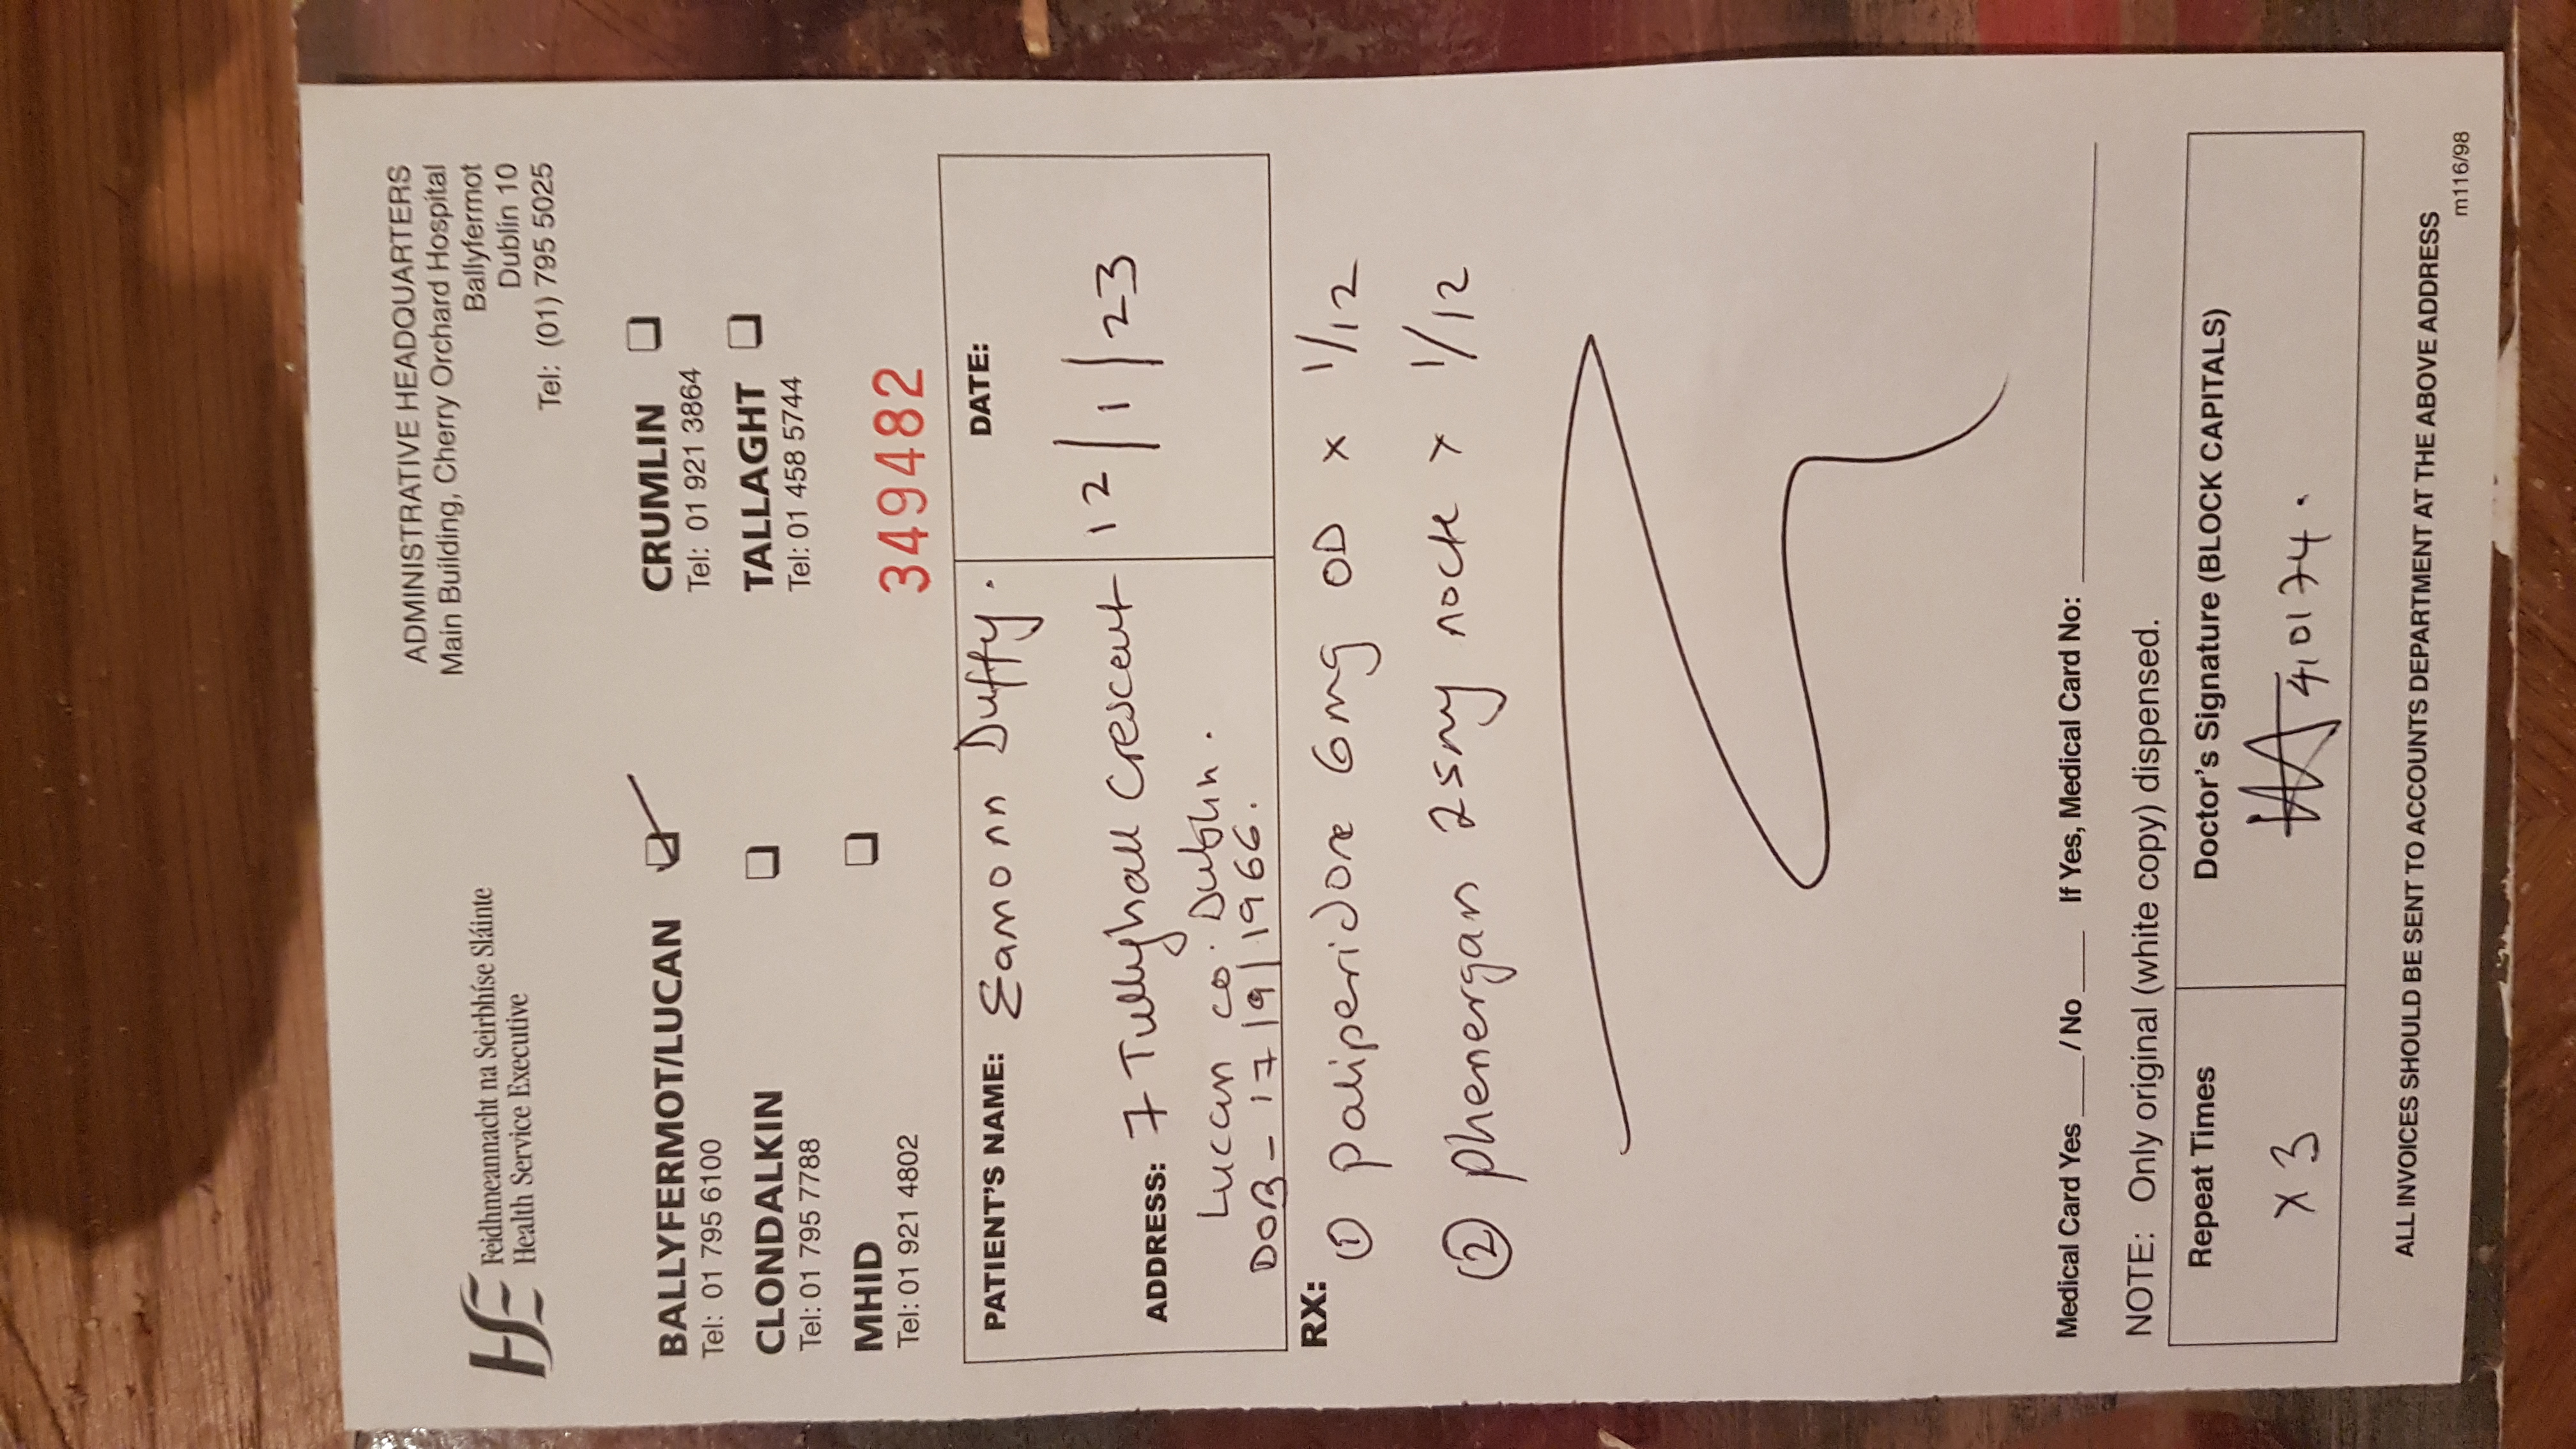 ADMINISTRATIVE HEADQUARTERS
Main Building, Cherry Orchard Hospital
Ballyfermot
Dublin 10
Tel: (01) 795 5025
HE Feidhmeannacht na Seirbhíse Sláinte
Health Service Executive
BALLYFERMOT/LUCAN
Tel: 01 795 6100
CRUMLIN
Tel: 01 921 3864
CLONDALKIN
Tel: 01 795 7788
TALLAGHT
Tel: 01 458 5744
MHID
Tel: 01 921 4802
349482
PATIENT'S NAME: Eamonn Duffy.
DATE:
12/1/23
ADDRESS: 7 Tullyhall Crescent
Lucan co. Dublin.
DOB - 17/9/1966.
RX:
① paliperidone 6mg OD x 1/12
② phenergan 25mg nocte x 1/12
Medical Card Yes ____ / No ____ If Yes, Medical Card No: ____
NOTE: Only original (white copy) dispensed.
Repeat Times
x 3
Doctor's Signature (BLOCK CAPITALS)
410174.
ALL INVOICES SHOULD BE SENT TO ACCOUNTS DEPARTMENT AT THE ABOVE ADDRESS
m116/98